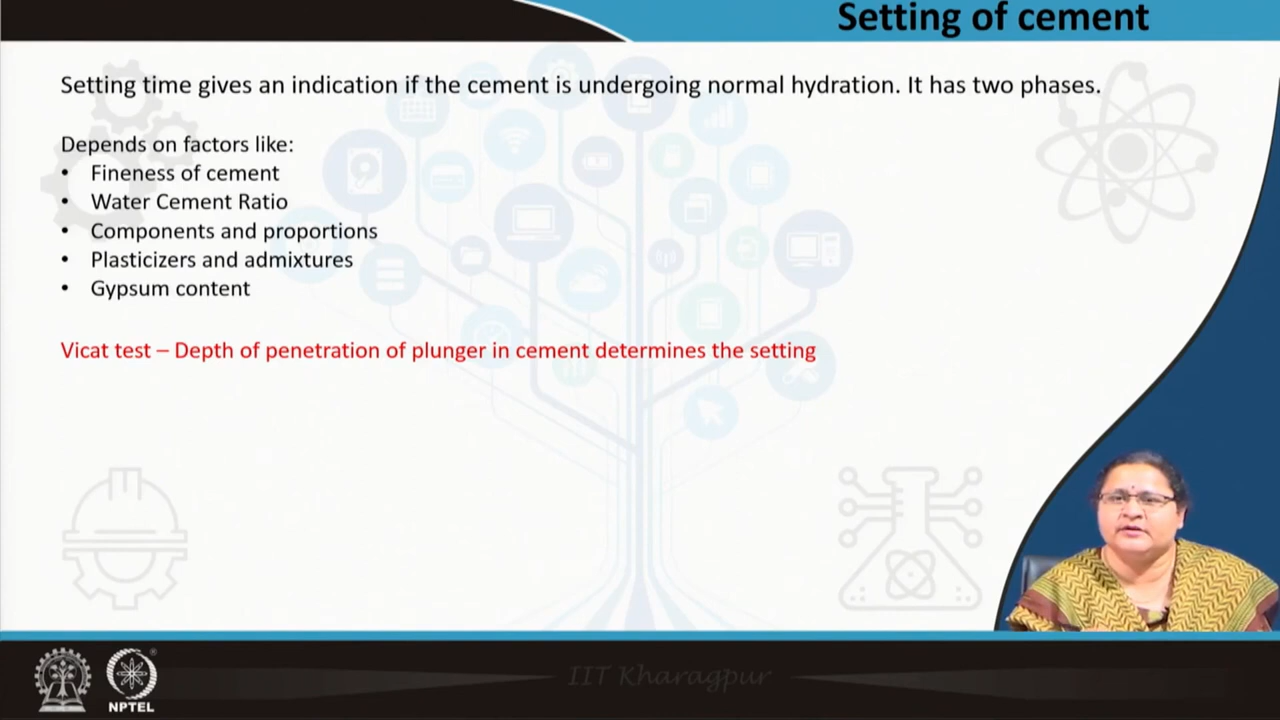 Setting of cement
Setting time gives an indication if the cement is undergoing normal hydration. It has two phases.
Depends on factors like:
• Fineness of cement
• Water Cement Ratio
• Components and proportions
• Plasticizers and admixtures
• Gypsum content
Vicat test – Depth of penetration of plunger in cement determines the setting
IIT Kharagpur
NPTEL